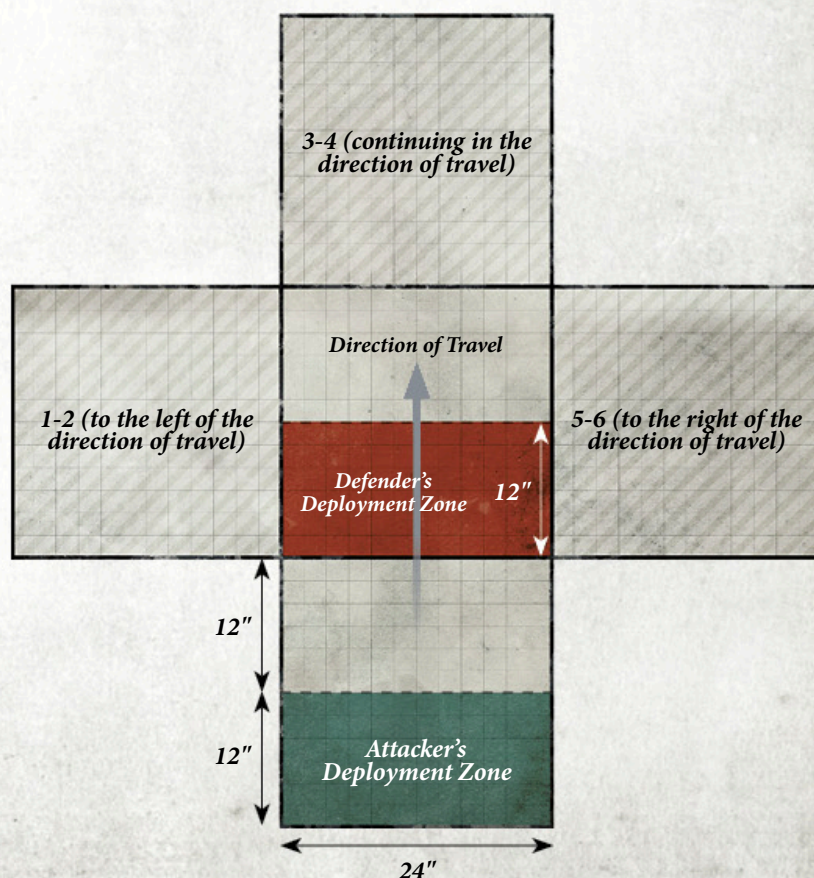 3-4 (continuing in the
direction of travel)
Direction of Travel
1-2 (to the left of the
direction of travel)
5-6 (to the right of the
direction of travel)
Defender's
Deployment Zone
12"
12"
12"
Attacker's
Deployment Zone
24"